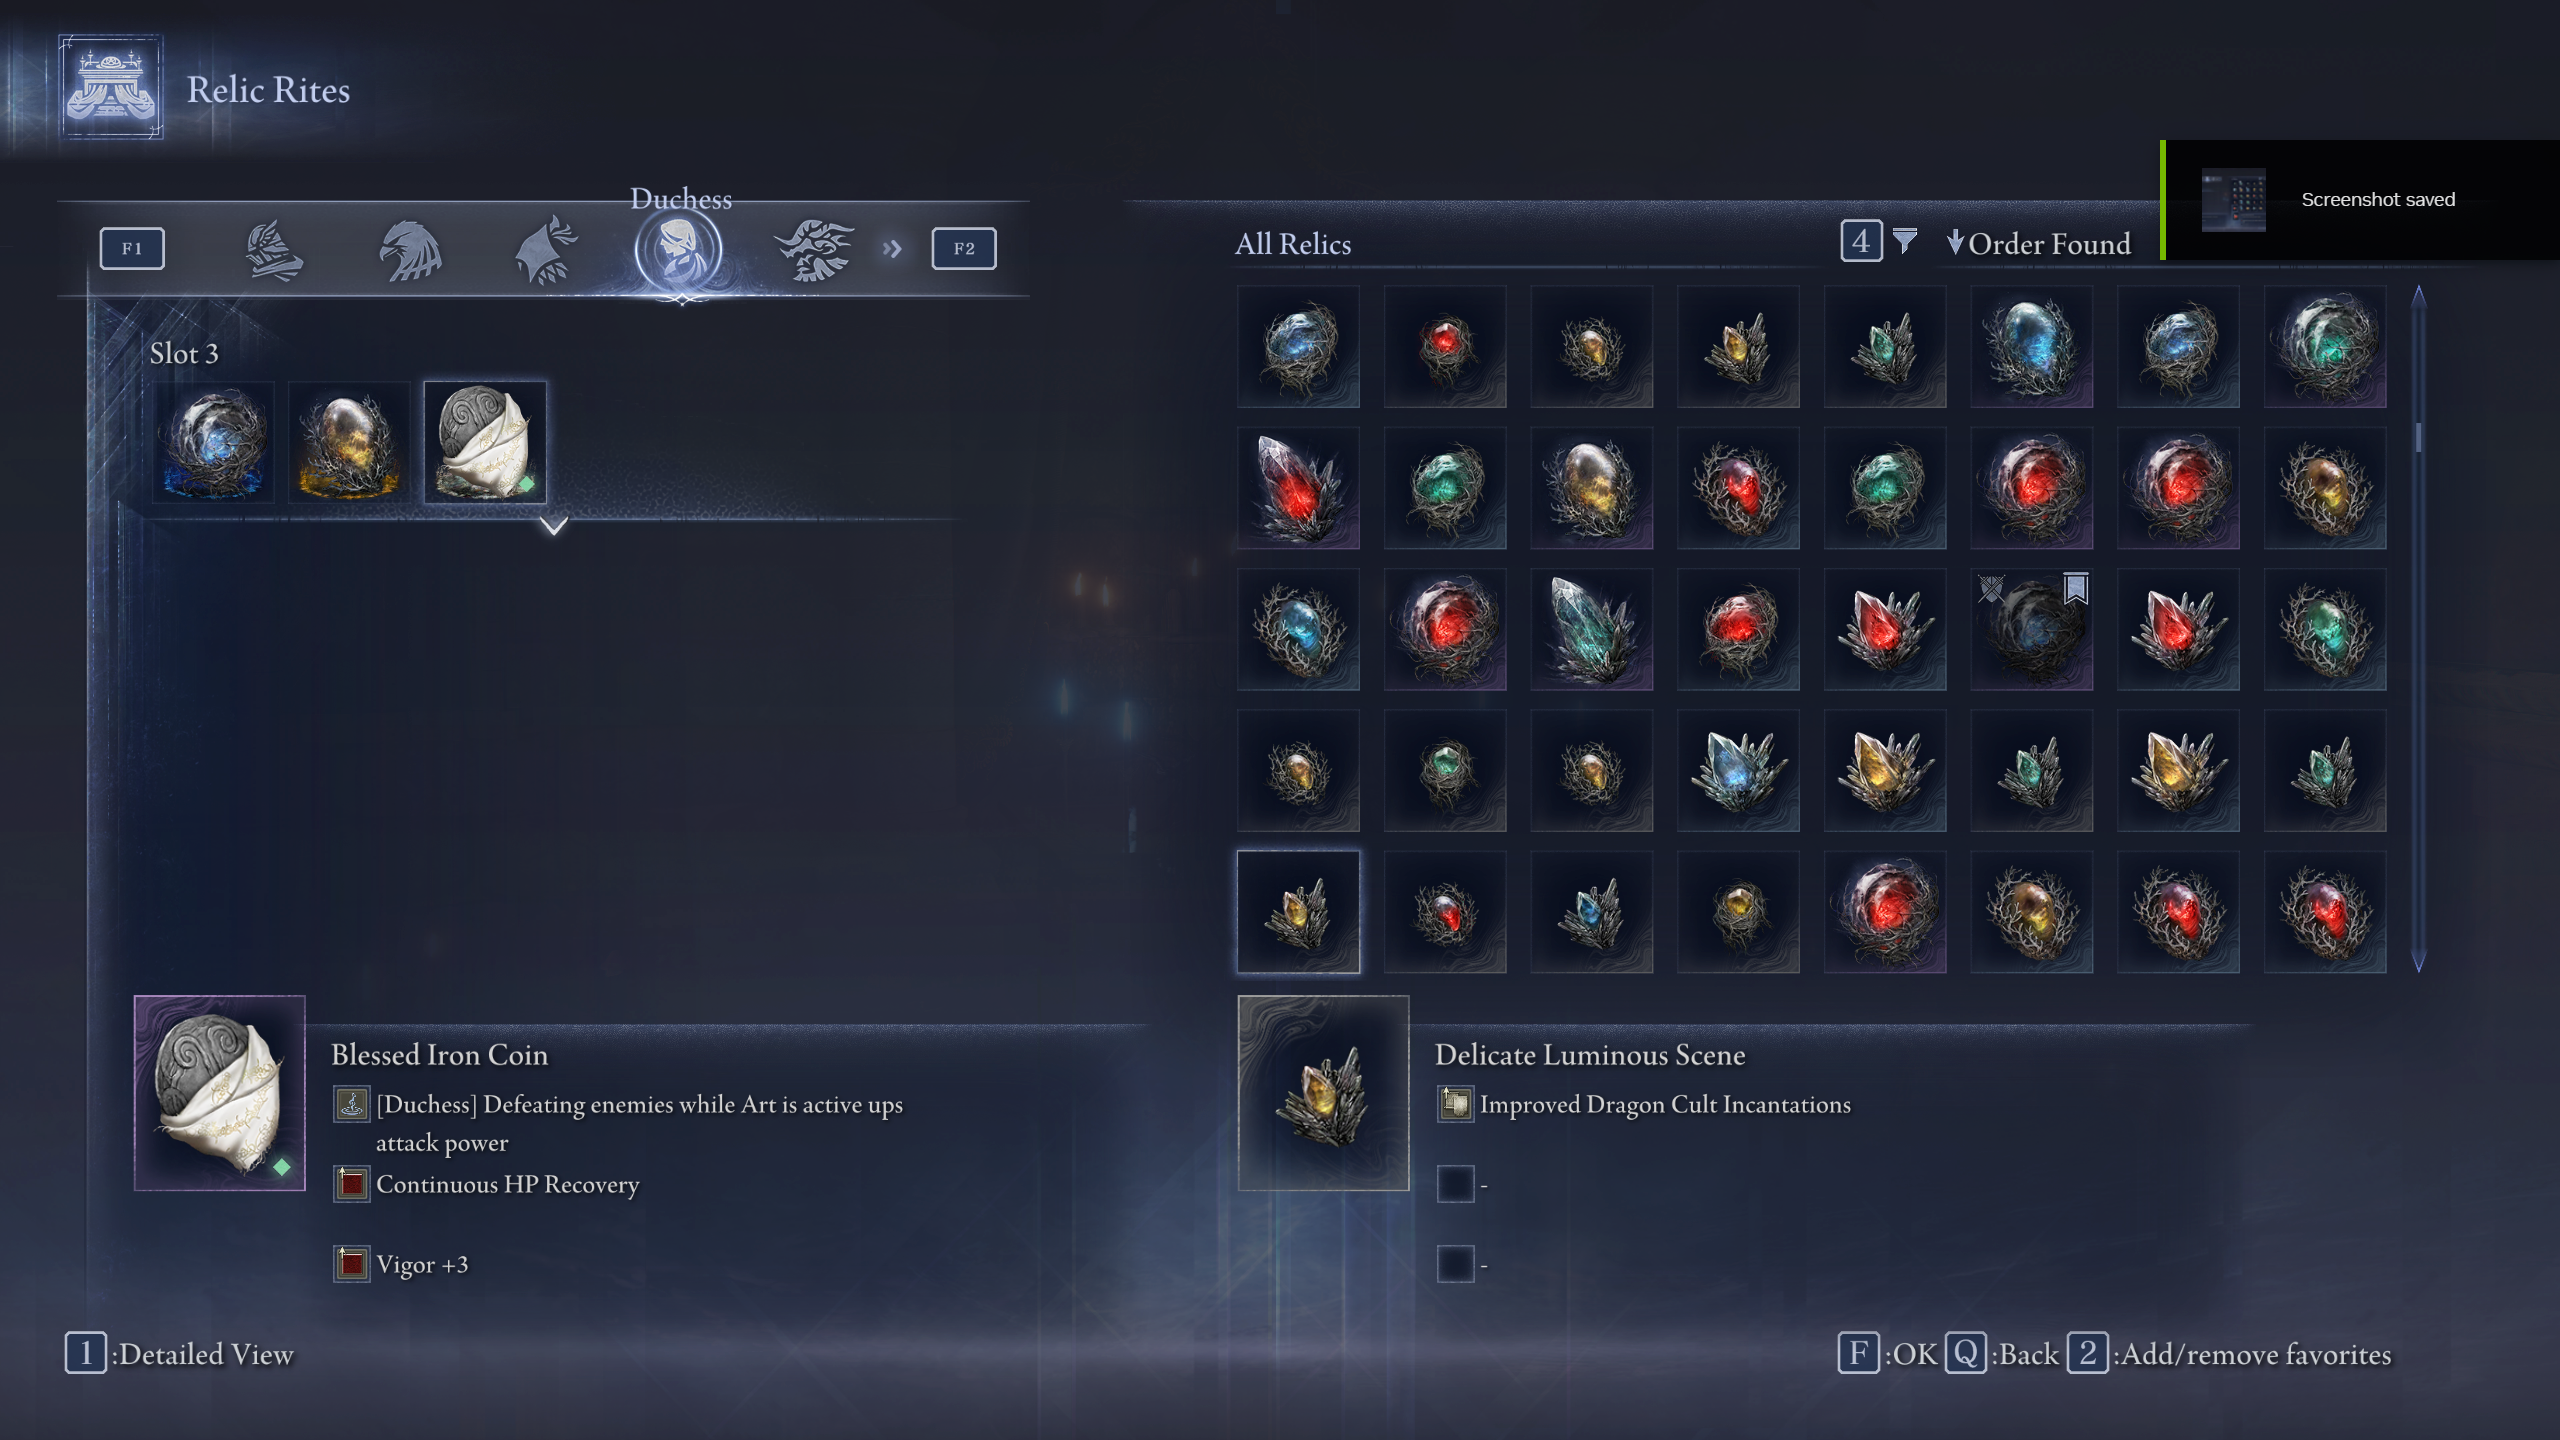 Relic Rites
Screenshot saved
Duchess
F1
F2
All Relics
4
Order Found
Slot 3
Blessed Iron Coin
[Duchess] Defeating enemies while Art is active ups
attack power
Continuous HP Recovery
Vigor +3
Delicate Luminous Scene
Improved Dragon Cult Incantations
-
-
1 :Detailed View
F :OK Q :Back 2 :Add/remove favorites